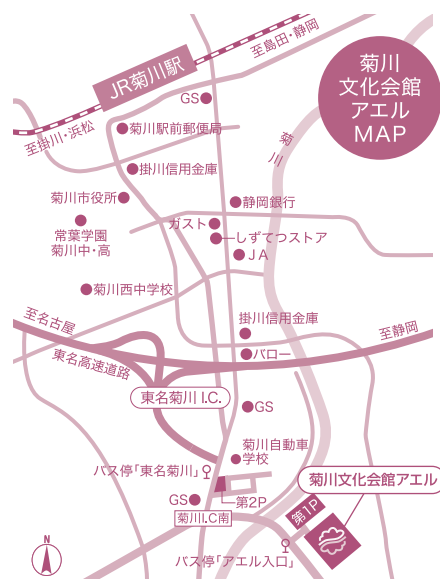 菊川
文化会館
アエル
MAP
至島田・静岡
JR菊川駅
GS
至掛川・浜松
菊川駅前郵便局
菊川
掛川信用金庫
菊川市役所
静岡銀行
常葉学園
菊川中・高
ガスト
しずてつストア
JA
菊川西中学校
至名古屋
掛川信用金庫
至静岡
東名高速道路
バロー
東名菊川 I.C.
GS
菊川自動車
学校
バス停「東名菊川」
菊川文化会館アエル
GS
第2P
第1P
菊川I.C南
バス停「アエル入口」
N